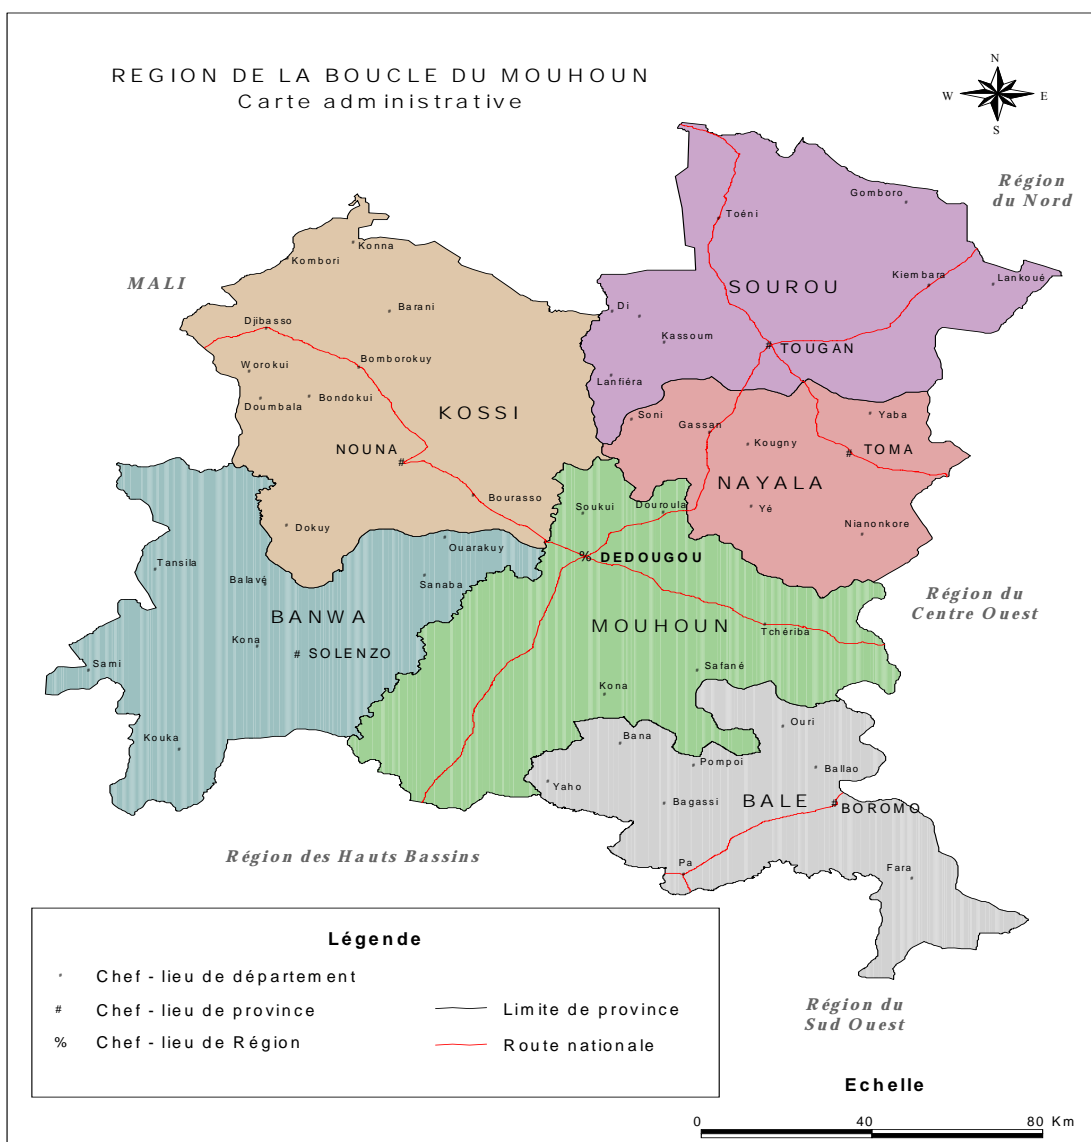 REGION DE LA BOUCLE DU MOUHOUN
Carte administrative
N
W
E
S
Région
du Nord
MALI
Gomboro
Toéni
Konna
Kombori
Kiembara
Lankoué
SOUROU
Barani
Di
Djibasso
Kassoum
TOUGAN
Worokui
Bomborokuy
Lanfiéra
Doumbala
Bondokui
KOSSI
Soni
Gassan
Yaba
NOUNA
Kougny
TOMA
NAYALA
Bourasso
Soukui
Douroula
Yé
Dokuy
Nianonkore
Ouarakuy
% DEDOUGOU
Tansila
Balavé
Sanaba
Région du
Centre Ouest
BANWA
MOUHOUN
Tchériba
Kona
# SOLENZO
Sami
Safané
Kona
Kouka
Bana
Ouri
Pompoi
Ballao
Yaho
Bagassi
BALE
# BOROMO
Région des Hauts Bassins
Pa
Fara
Légende
Chef - lieu de département
# Chef - lieu de province
Limite de province
% Chef - lieu de Région
Route nationale
Région du
Sud Ouest
Echelle
0 40 80 Km